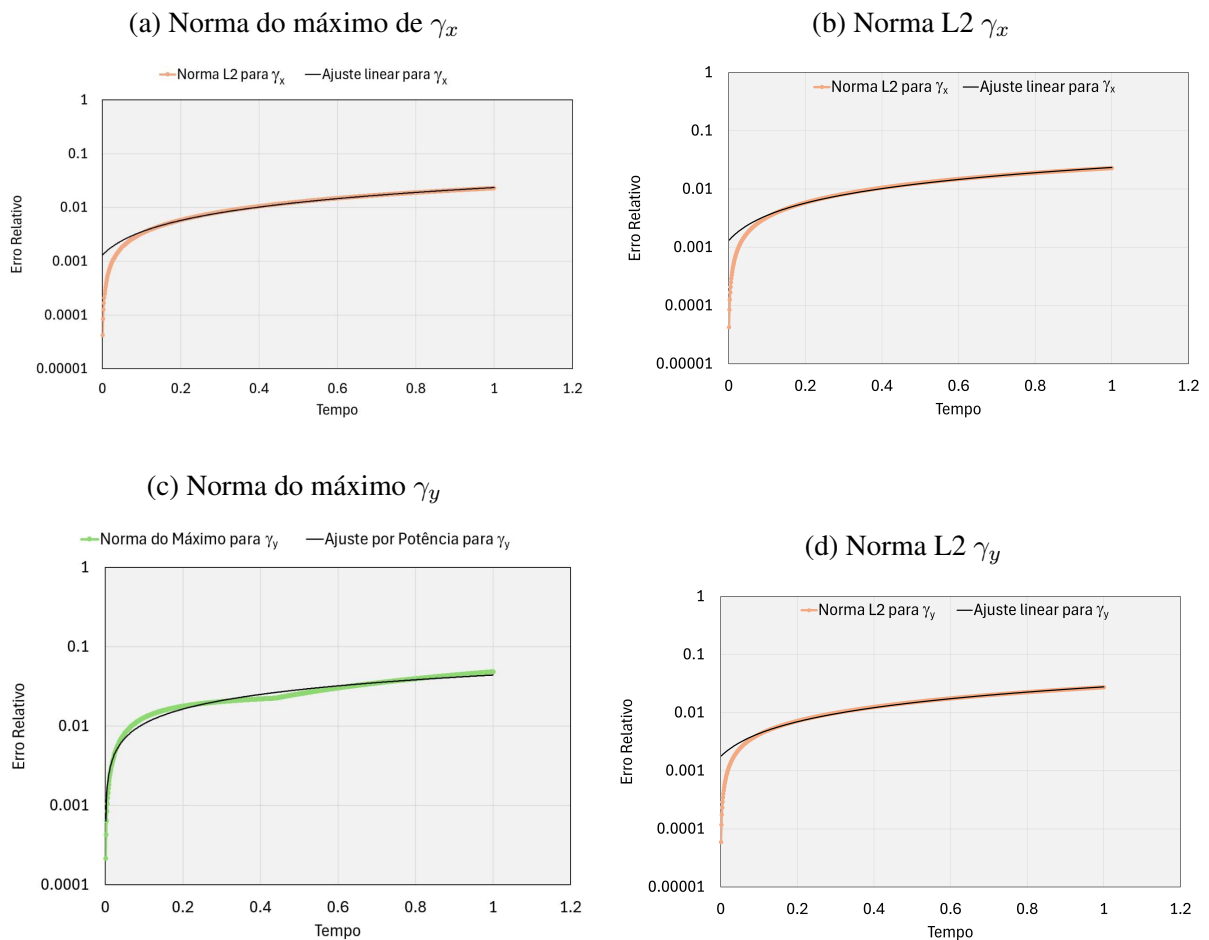 (a) Norma do máximo de γx
Norma L2 para γx Ajuste linear para γx
1
0.1
0.01
0.001
0.0001
0.00001
Erro Relativo
0 0.2 0.4 0.6 0.8 1 1.2
Tempo
(b) Norma L2 γx
Norma L2 para γx Ajuste linear para γx
1
0.1
0.01
0.001
0.0001
0.00001
Erro Relativo
0 0.2 0.4 0.6 0.8 1 1.2
Tempo
(c) Norma do máximo γy
Norma do Máximo para γy Ajuste por Potência para γy
1
0.1
0.01
0.001
0.0001
Erro Relativo
0 0.2 0.4 0.6 0.8 1 1.2
Tempo
(d) Norma L2 γy
Norma L2 para γy Ajuste linear para γy
1
0.1
0.01
0.001
0.0001
0.00001
Erro Relativo
0 0.2 0.4 0.6 0.8 1 1.2
Tempo